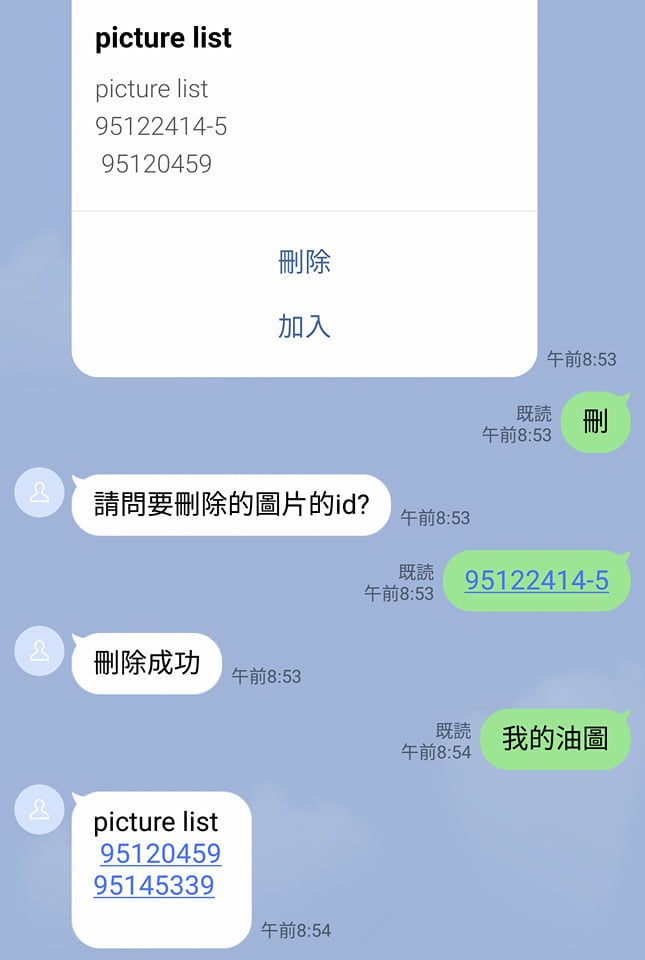 picture list
picture list
95122414-5
95120459
刪除
加入
午前8:53
既読
午前8:53
刪
請問要刪除的圖片的id?
午前8:53
既読
午前8:53
95122414-5
刪除成功
午前8:53
既読
午前8:54
我的油圖
picture list
95120459
95145339
午前8:54